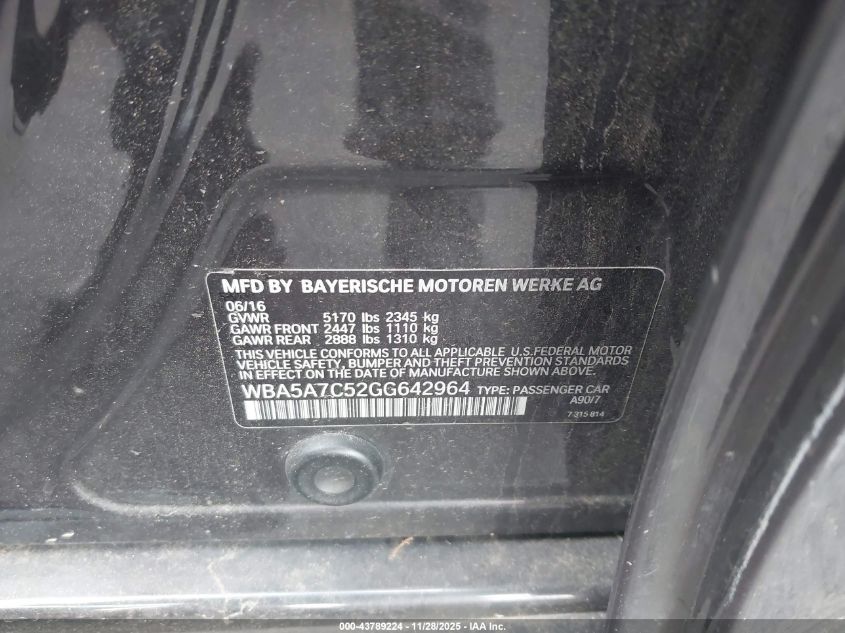 MFD BY BAYERISCHE MOTOREN WERKE AG
06/16
GVWR 5170 lbs 2345 kg
GAWR FRONT 2447 lbs 1110 kg
GAWR REAR 2888 lbs 1310 kg
THIS VEHICLE CONFORMS TO ALL APPLICABLE U.S.FEDERAL MOTOR
VEHICLE SAFETY, BUMPER AND THEFT PREVENTION STANDARDS
IN EFFECT ON THE DATE OF MANUFACTURE SHOWN ABOVE.
WBA5A7C52GG642964 TYPE: PASSENGER CAR
A90/7
7 315 814
000-43789224 - 11/28/2025 - IAA Inc.